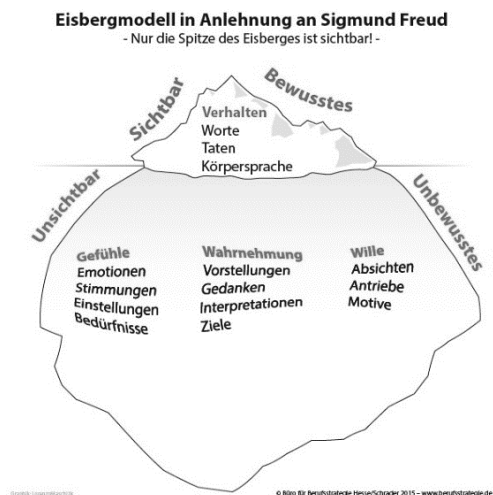 Eisbergmodell in Anlehnung an Sigmund Freud
- Nur die Spitze des Eisberges ist sichtbar! -
Sichtbar
Bewusstes
Verhalten
Worte
Taten
Körpersprache
Unsichtbar
Unbewusstes
Gefühle
Emotionen
Stimmungen
Einstellungen
Bedürfnisse
Wahrnehmung
Vorstellungen
Gedanken
Interpretationen
Ziele
Wille
Absichten
Antriebe
Motive
© Büro für Berufsstrategie Hesse/Schrader 2015 – www.berufsstrategie.de